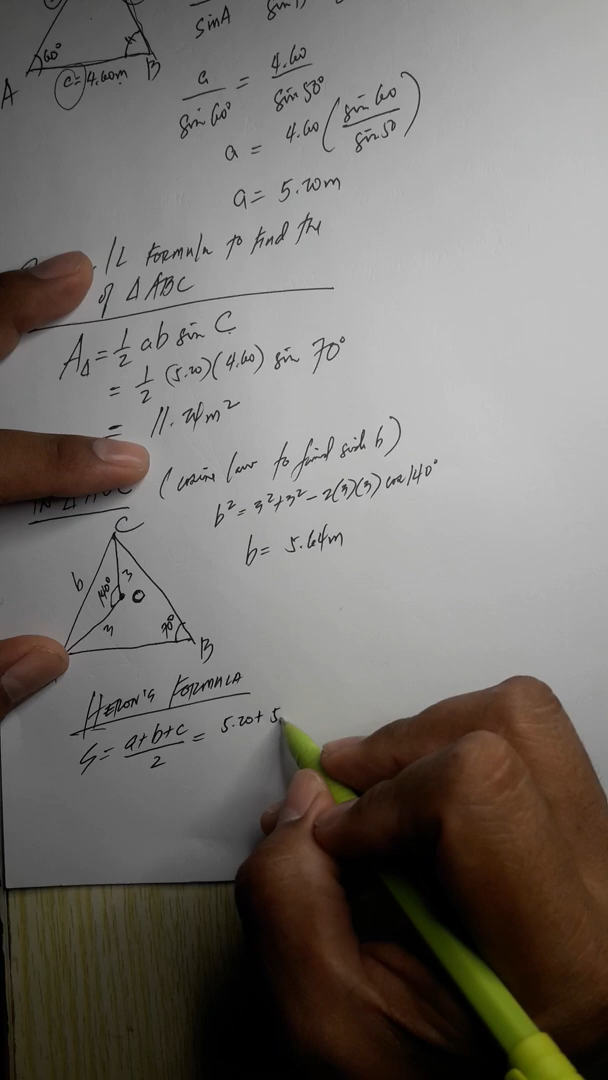 sin A
60°
A
c = 4.60m
B
a / sin 60° = 4.60 / sin 50°
a = 4.60 ( sin 60 / sin 50 )
a = 5.20m
Formula to find the
of Δ ABC
A△ = 1/2 ab sin C
= 1/2 (5.20)(4.60) sin 70°
= 11.24m²
(cosine law to find side b)
b² = 3² + 3² - 2(3)(3) cos 140°
b = 5.64m
C
b
140°
3
O
3
70°
B
HERON'S FORMULA
S = a+b+c / 2 = 5.20 + 5